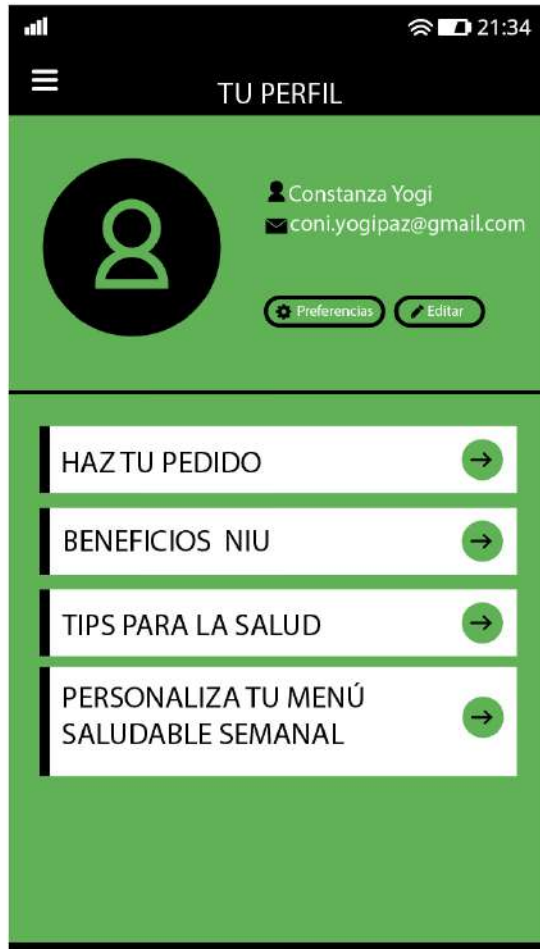 21:34
TU PERFIL
Constanza Yogi
coni.yogipaz@gmail.com
Preferencias
Editar
HAZ TU PEDIDO
BENEFICIOS NIU
TIPS PARA LA SALUD
PERSONALIZA TU MENÚ
SALUDABLE SEMANAL